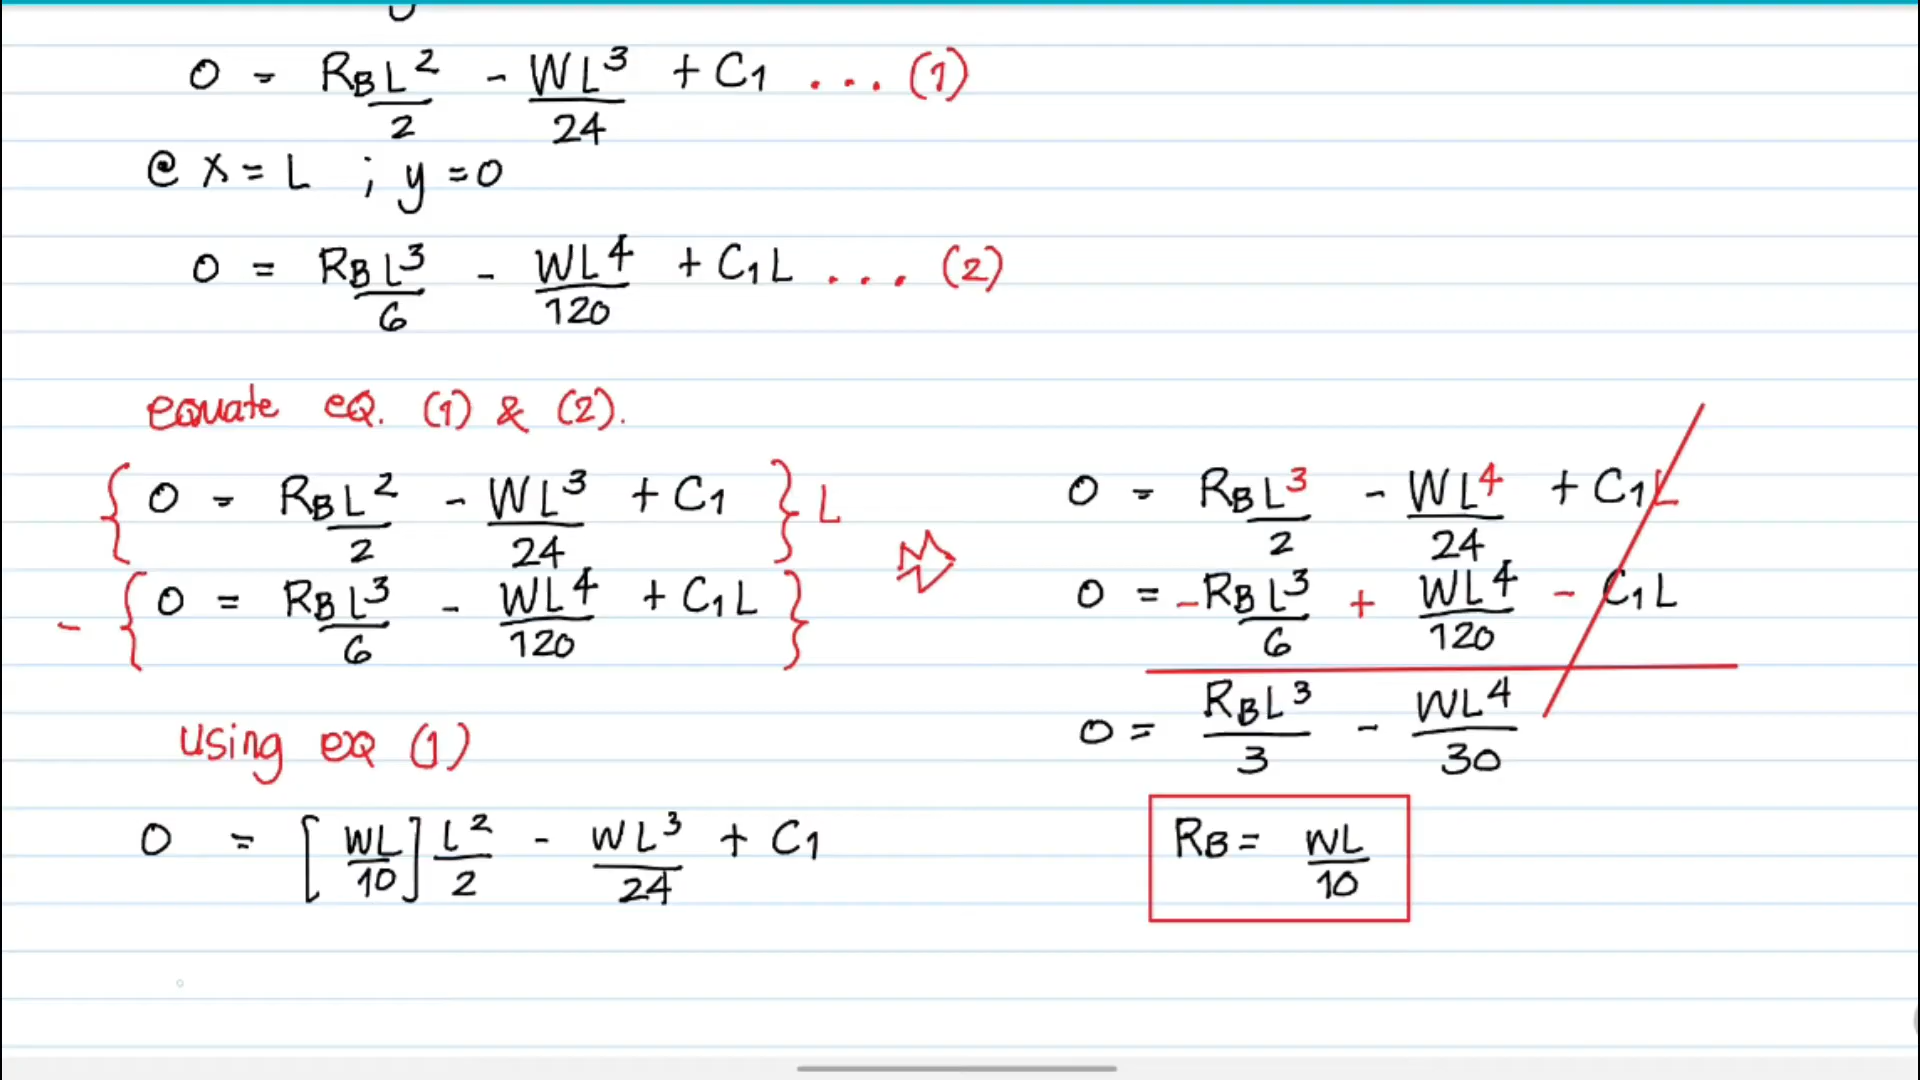 0 = RBL²/2 - WL³/24 + C1 ... (1)
@ x = L ; y = 0
0 = RBL³/6 - WL⁴/120 + C1L ... (2)
equate eq. (1) & (2).
{ 0 = RBL²/2 - WL³/24 + C1 } L
- { 0 = RBL³/6 - WL⁴/120 + C1L }
0 = RBL³/2 - WL⁴/24 + C1L
0 = -RBL³/6 + WL⁴/120 - C1L
0 = RBL³/3 - WL⁴/30
RB = WL/10
using eq (1)
0 = [WL/10] L²/2 - WL³/24 + C1